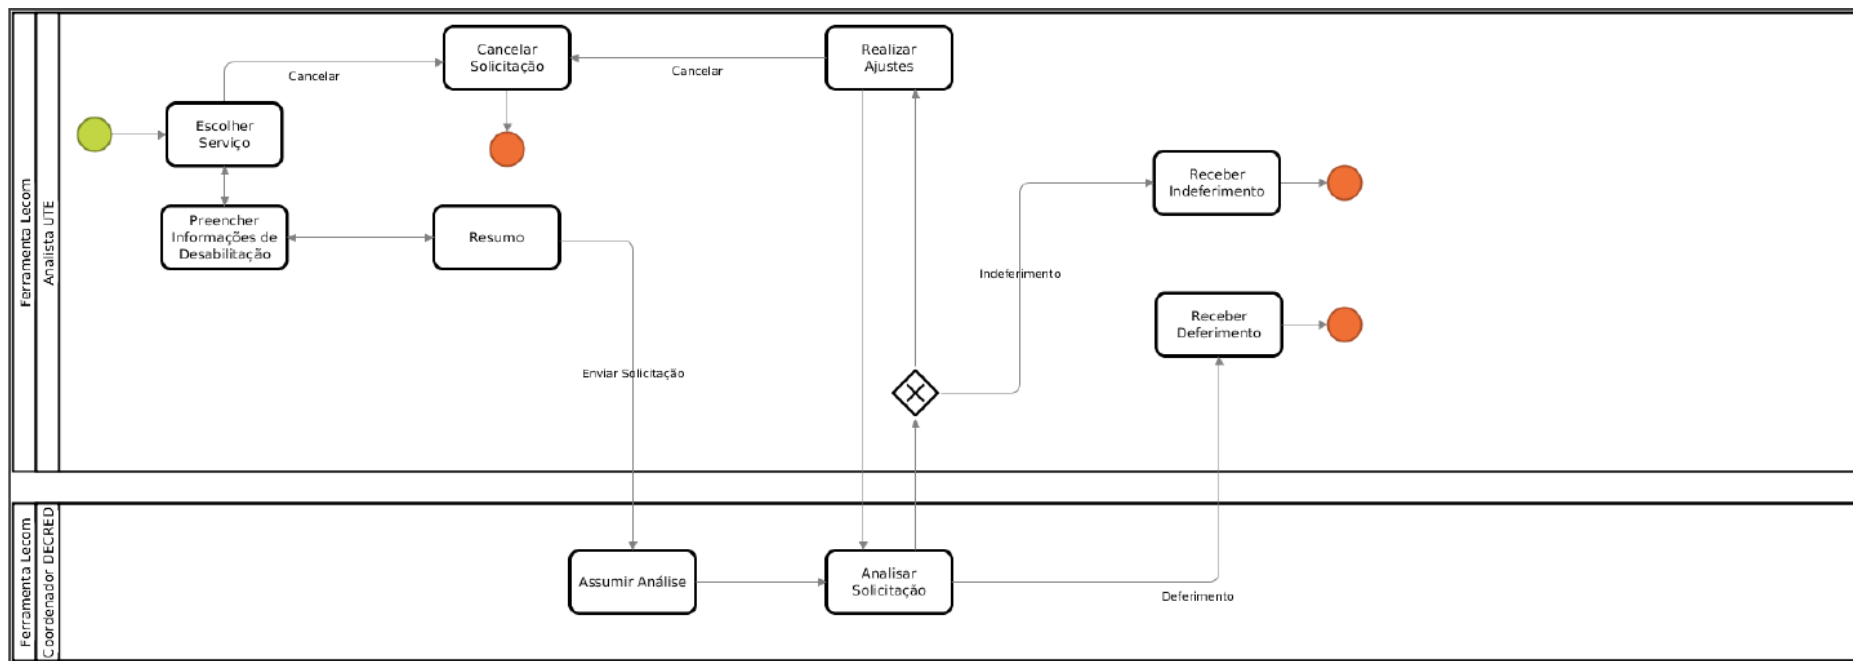 Ferramenta Lecom
Analista UTE
Cancelar
Solicitação
Realizar
Ajustes
Cancelar
Cancelar
Escolher
Serviço
Receber
Indeferimento
Preencher
Informações de
Desabilitação
Resumo
Indeferimento
Receber
Deferimento
Enviar Solicitação
Ferramenta Lecom
Coordenador DECRED
Assumir Análise
Analisar
Solicitação
Deferimento